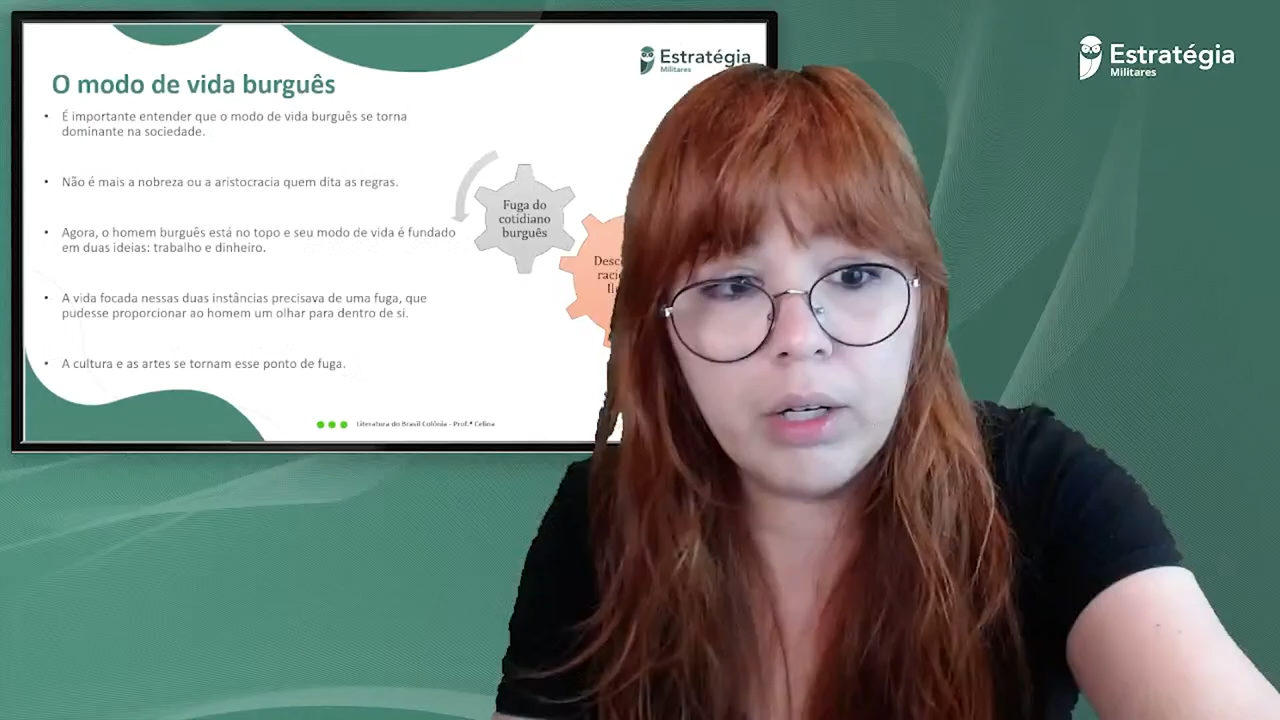 Estratégia
Militares
Estratégia
Militares
O modo de vida burguês
• É importante entender que o modo de vida burguês se torna
dominante na sociedade.
• Não é mais a nobreza ou a aristocracia quem dita as regras.
• Agora, o homem burguês está no topo e seu modo de vida é fundado
em duas ideias: trabalho e dinheiro.
• A vida focada nessas duas instâncias precisava de uma fuga, que
pudesse proporcionar ao homem um olhar para dentro de si.
• A cultura e as artes se tornam esse ponto de fuga.
Fuga do
cotidiano
burguês
Literatura do Brasil Colônia - Prof.ª Celina